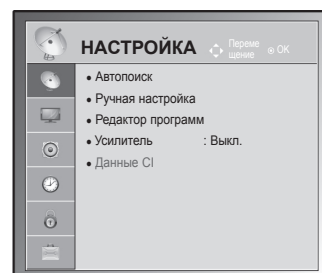 НАСТРОЙКА
Переме
щение
OK
• Автопоиск
• Ручная настройка
• Редактор программ
• Усилитель : Выкл.
• Данные CI